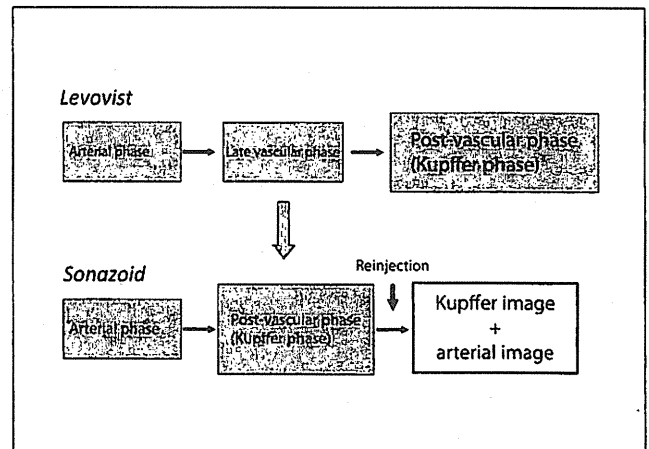 Levovist
Arterial phase
Late vascular phase
Post-vascular phase
(Kupffer phase)
Sonazoid
Arterial phase
Post-vascular phase
(Kupffer phase)
Reinjection
Kupffer image
+
arterial image